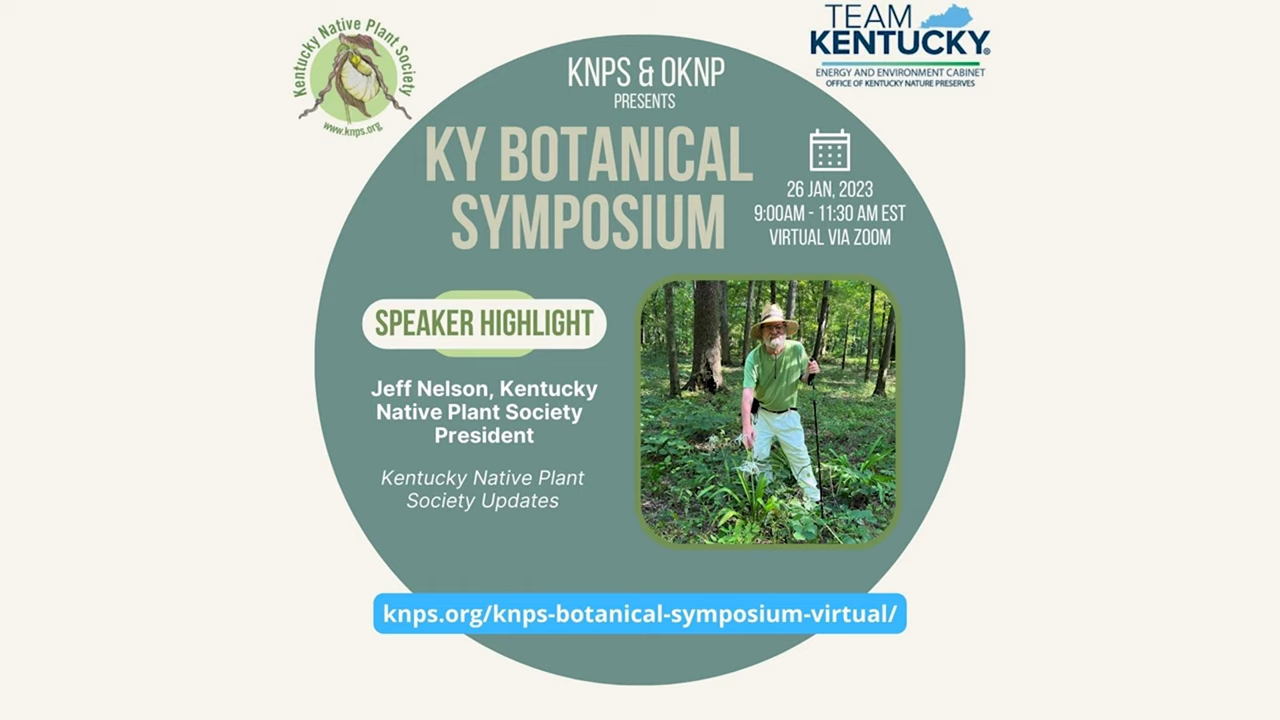 Kentucky Native Plant Society
www.knps.org
TEAM
KENTUCKY®
ENERGY AND ENVIRONMENT CABINET
OFFICE OF KENTUCKY NATURE PRESERVES
KNPS & OKNP
PRESENTS
KY BOTANICAL
SYMPOSIUM
26 JAN, 2023
9:00AM - 11:30 AM EST
VIRTUAL VIA ZOOM
SPEAKER HIGHLIGHT
Jeff Nelson, Kentucky
Native Plant Society
President
Kentucky Native Plant
Society Updates
knps.org/knps-botanical-symposium-virtual/